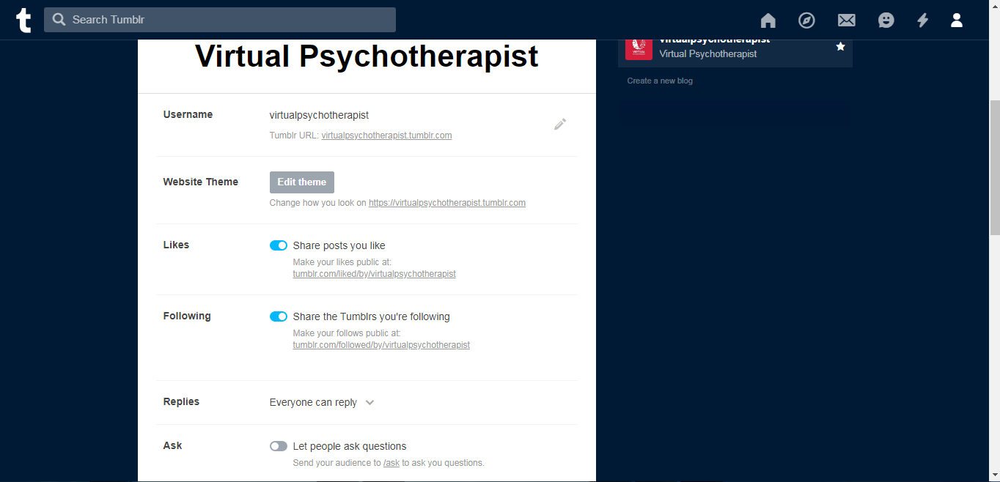 Search Tumblr
Virtual Psychotherapist
Username
virtualpsychotherapist
Tumblr URL: virtualpsychotherapist.tumblr.com
Website Theme
Edit theme
Change how you look on https://virtualpsychotherapist.tumblr.com
Likes
Share posts you like
Make your likes public at:
tumblr.com/liked/by/virtualpsychotherapist
Following
Share the Tumblrs you're following
Make your follows public at:
tumblr.com/followed/by/virtualpsychotherapist
Replies
Everyone can reply
Ask
Let people ask questions
Send your audience to /ask to ask you questions.
virtualpsychotherapist
Virtual Psychotherapist
Create a new blog